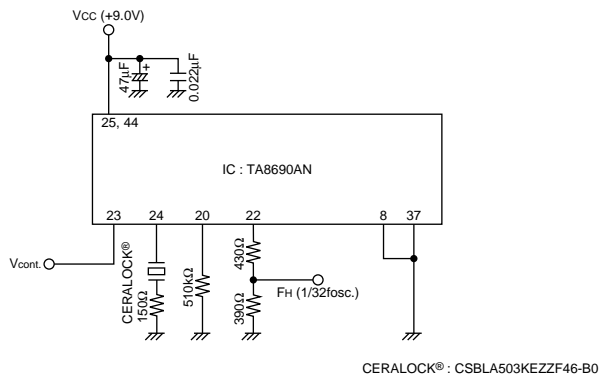 VCC (+9.0V)
47μF
+
0.022μF
25, 44
IC : TA8690AN
23
24
20
22
8
37
Vcont.
CERALOCK®
150Ω
510kΩ
430Ω
390Ω
FH (1/32fosc.)
CERALOCK® : CSBLA503KEZZF46-B0